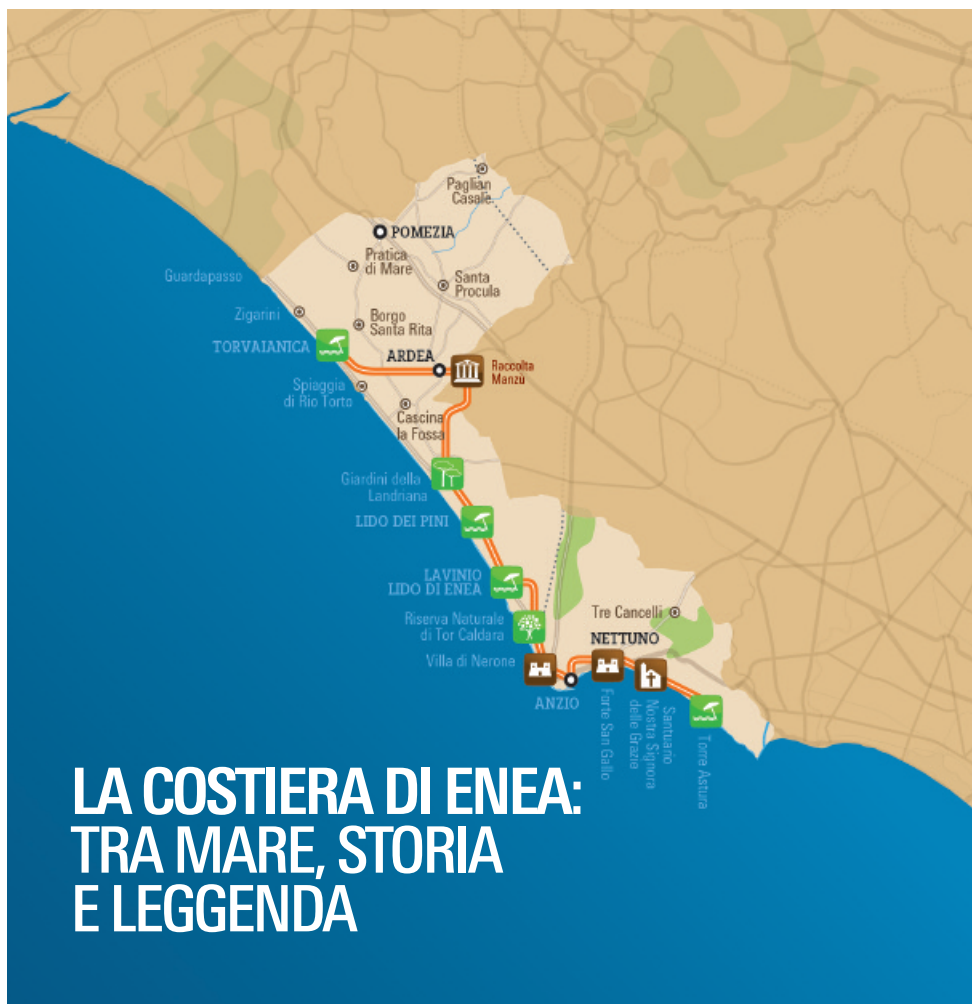 Paglian
Casale
POMEZIA
Pratica
di Mare
Guardapasso
Santa
Procula
Zigarini
Borgo
Santa Rita
TORVAIANICA
ARDEA
Raccolta
Manzù
Spiaggia
di Rio Torto
Cascina
la Fossa
Giardini della
Landriana
LIDO DEI PINI
LAVINIO
LIDO DI ENEA
Riserva Naturale
di Tor Caldara
Tre Cancelli
NETTUNO
Villa di Nerone
ANZIO
Forte San Gallo
Santuario
Nostra Signora
delle Grazie
Torre Astura
LA COSTIERA DI ENEA:
TRA MARE, STORIA
E LEGGENDA